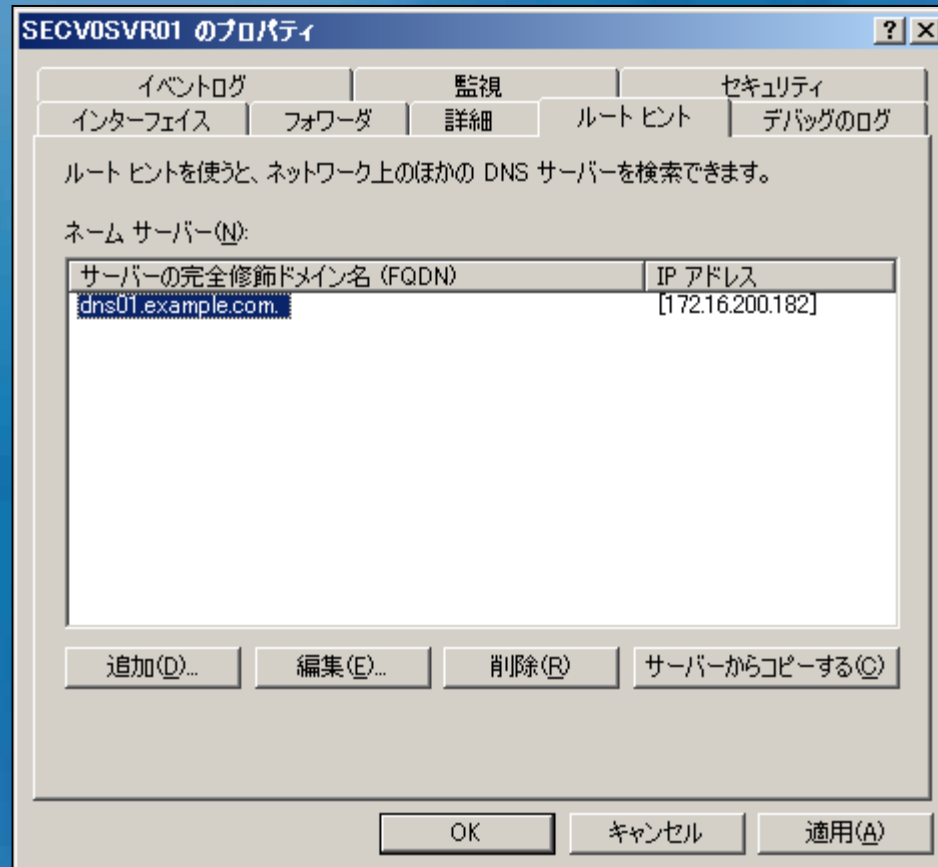 SECV0SVR01 のプロパティ
イベントログ 監視 セキュリティ
インターフェイス フォワーダ 詳細 ルート ヒント デバッグのログ
ルート ヒントを使うと、ネットワーク上のほかの DNS サーバーを検索できます。
ネーム サーバー(N):
サーバーの完全修飾ドメイン名 (FQDN) IP アドレス
dns01.example.com. [172.16.200.182]
追加(D)... 編集(E)... 削除(R) サーバーからコピーする(C)
OK キャンセル 適用(A)